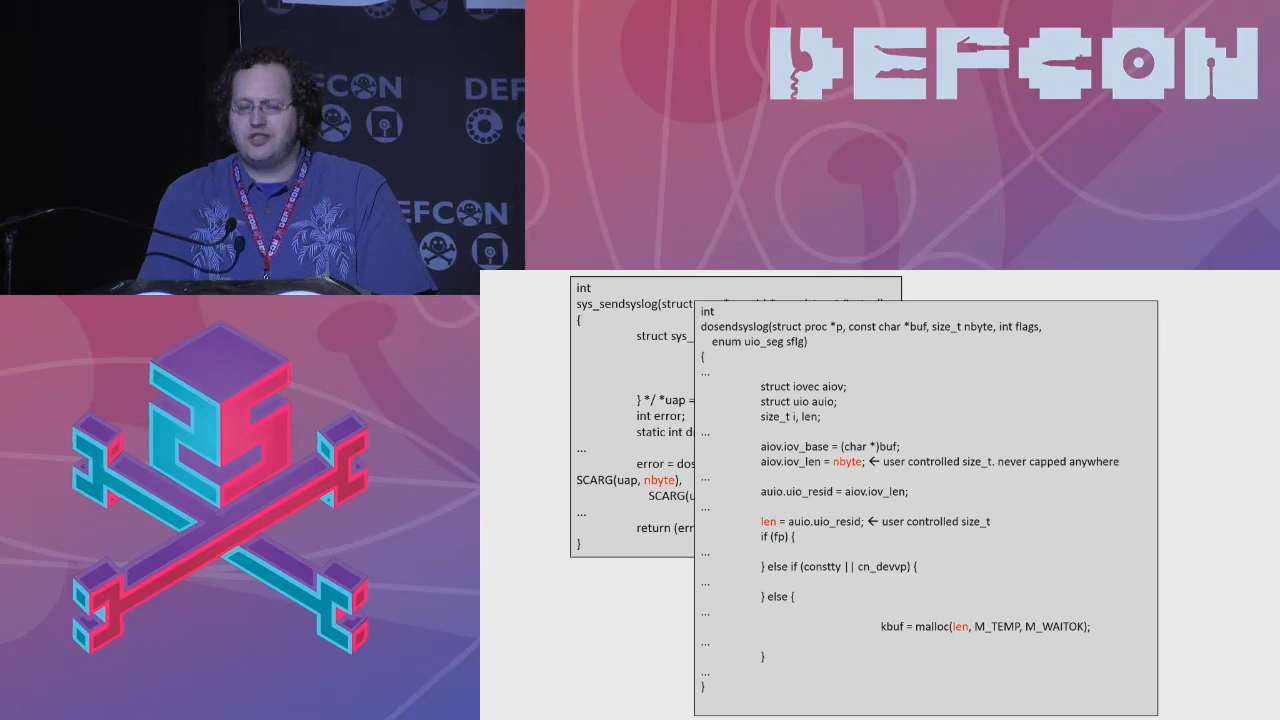 DEFCON
DEFCON
DEF
DEFCON
DEFCON
int
sys_sendsyslog(struct
{
struct sys_
} */ *uap =
int error;
static int
...
error = dos
SCARG(uap, nbyte),
SCARG(u
...
return (err
}
int
dosendsyslog(struct proc *p, const char *buf, size_t nbyte, int flags,
enum uio_seg sflg)
{
...
struct iovec aiov;
struct uio auio;
size_t i, len;
...
aiov.iov_base = (char *)buf;
aiov.iov_len = nbyte; ← user controlled size_t. never capped anywhere
...
auio.uio_resid = aiov.iov_len;
...
len = auio.uio_resid; ← user controlled size_t
if (fp) {
...
} else if (constty || cn_devvp) {
...
} else {
...
kbuf = malloc(len, M_TEMP, M_WAITOK);
...
}
...
}